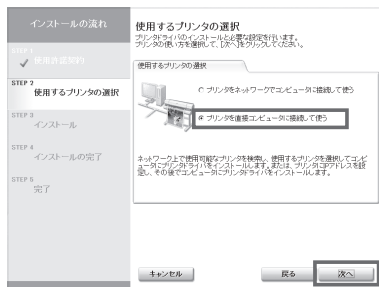 インストールの流れ
STEP 1
使用許諾契約
STEP 2
使用するプリンタの選択
STEP 3
インストール
STEP 4
インストールの完了
STEP 5
完了
使用するプリンタの選択
プリンタドライバのインストールと必要な設定を行います。
プリンタの使い方を選択して、[次へ]をクリックしてください。
使用するプリンタの選択
プリンタをネットワークでコンピュータに接続して使う
プリンタを直接コンピュータに接続して使う
ネットワーク上で使用可能なプリンタを検索し、使用するプリンタを選択してコンピ
ュータにプリンタドライバをインストールします。または、プリンタにIPアドレスを設
定し、その後でコンピュータにプリンタドライバをインストールします。
キャンセル
戻る
次へ